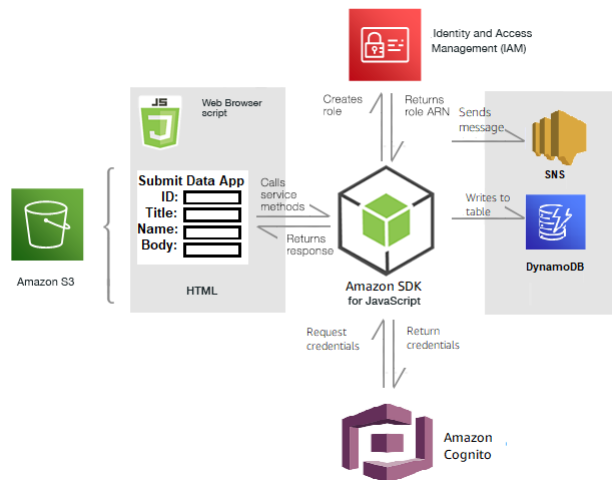 Identity and Access
Management (IAM)
JS
Web Browser
script
Creates
role
Returns
role ARN
Sends
message
SNS
Submit Data App
ID:
Title:
Name:
Body:
Calls
service
methods
Returns
response
Writes to
table
DynamoDB
Amazon S3
HTML
Amazon SDK
for JavaScript
Request
credentials
Return
credentials
Amazon
Cognito